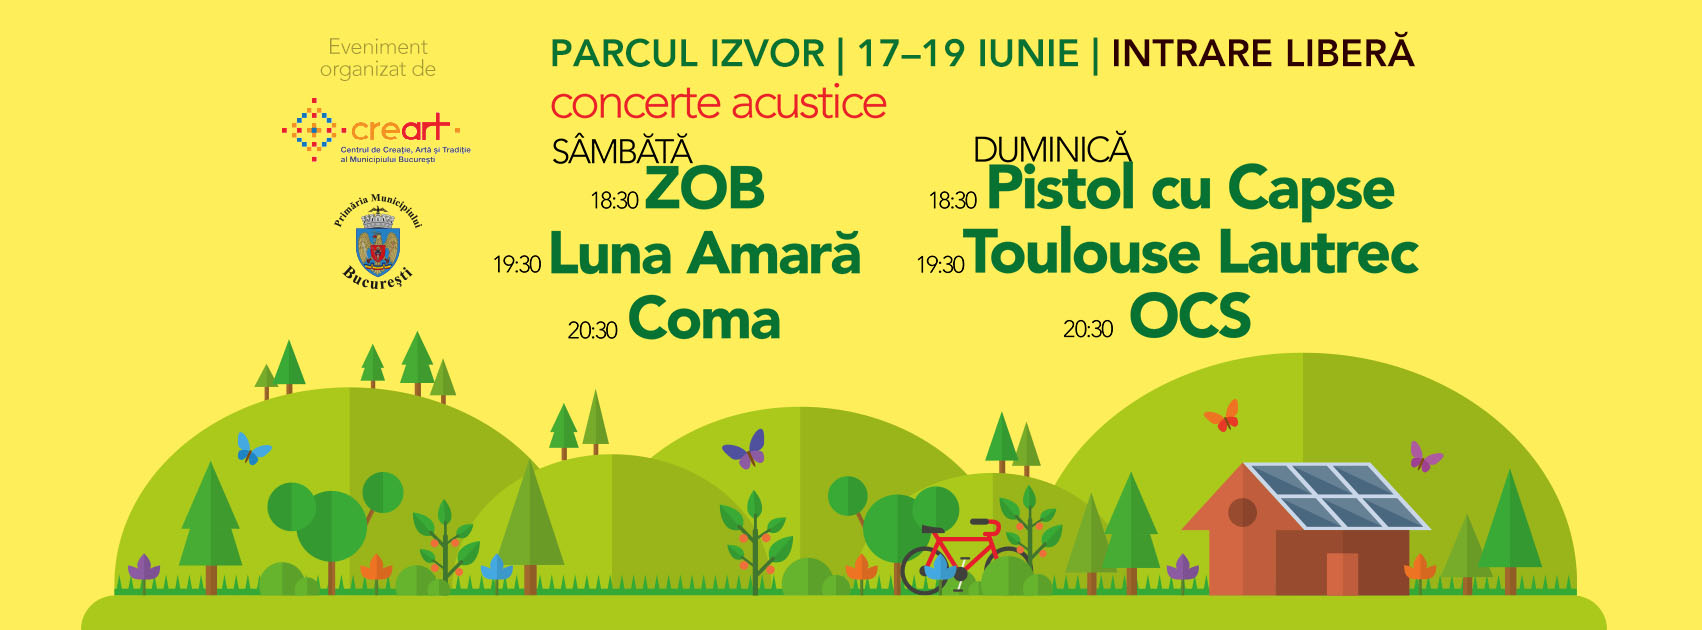 Eveniment
organizat de
creart
Centrul de Creație, Artă și Tradiție
al Municipiului București
Primăria Municipiului
București
PARCUL IZVOR | 17–19 IUNIE | INTRARE LIBERĂ
concerte acustice
SÂMBĂTĂ
18:30 ZOB
19:30 Luna Amară
20:30 Coma
DUMINICĂ
18:30 Pistol cu Capse
19:30 Toulouse Lautrec
20:30 OCS